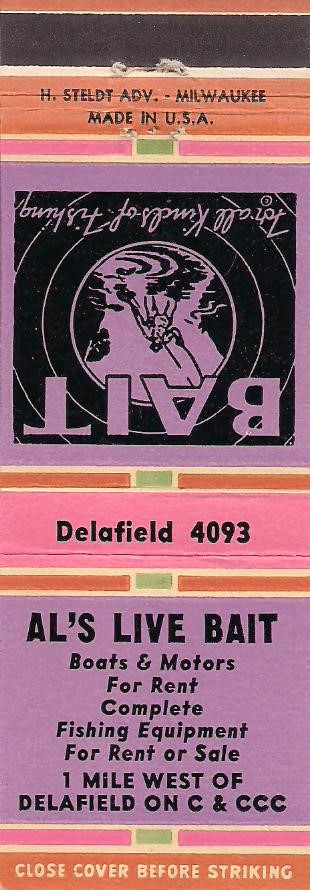 H. STELDT ADV. - MILWAUKEE
MADE IN U.S.A.
BAIT
For all Kinds of Fishing
©
Delafield 4093
AL'S LIVE BAIT
Boats & Motors
For Rent
Complete
Fishing Equipment
For Rent or Sale
1 MILE WEST OF
DELAFIELD ON C & CCC
CLOSE COVER BEFORE STRIKING